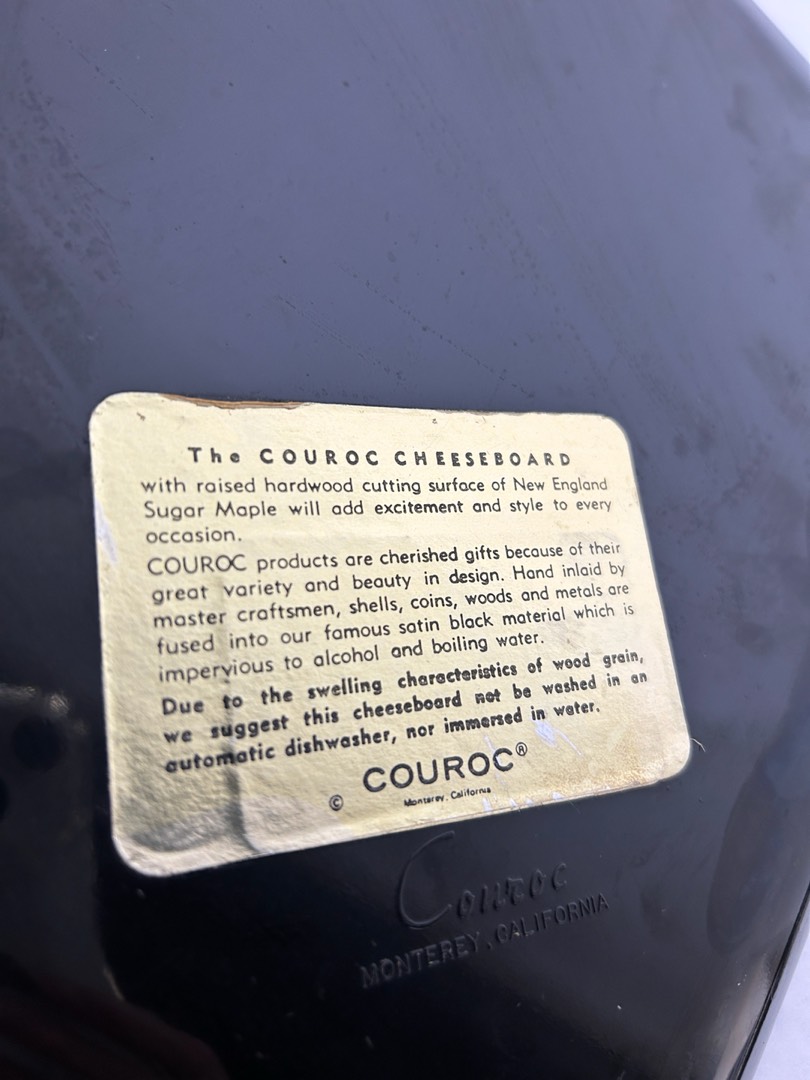 The COUROC CHEESEBOARD
with raised hardwood cutting surface of New England
Sugar Maple will add excitement and style to every
occasion.
COUROC products are cherished gifts because of their
great variety and beauty in design. Hand inlaid by
master craftsmen, shells, coins, woods and metals are
fused into our famous satin black material which is
impervious to alcohol and boiling water.
Due to the swelling characteristics of wood grain,
we suggest this cheeseboard not be washed in an
automatic dishwasher, nor immersed in water.
COUROC®
© Monterey, California
Couroc
MONTEREY, CALIFORNIA